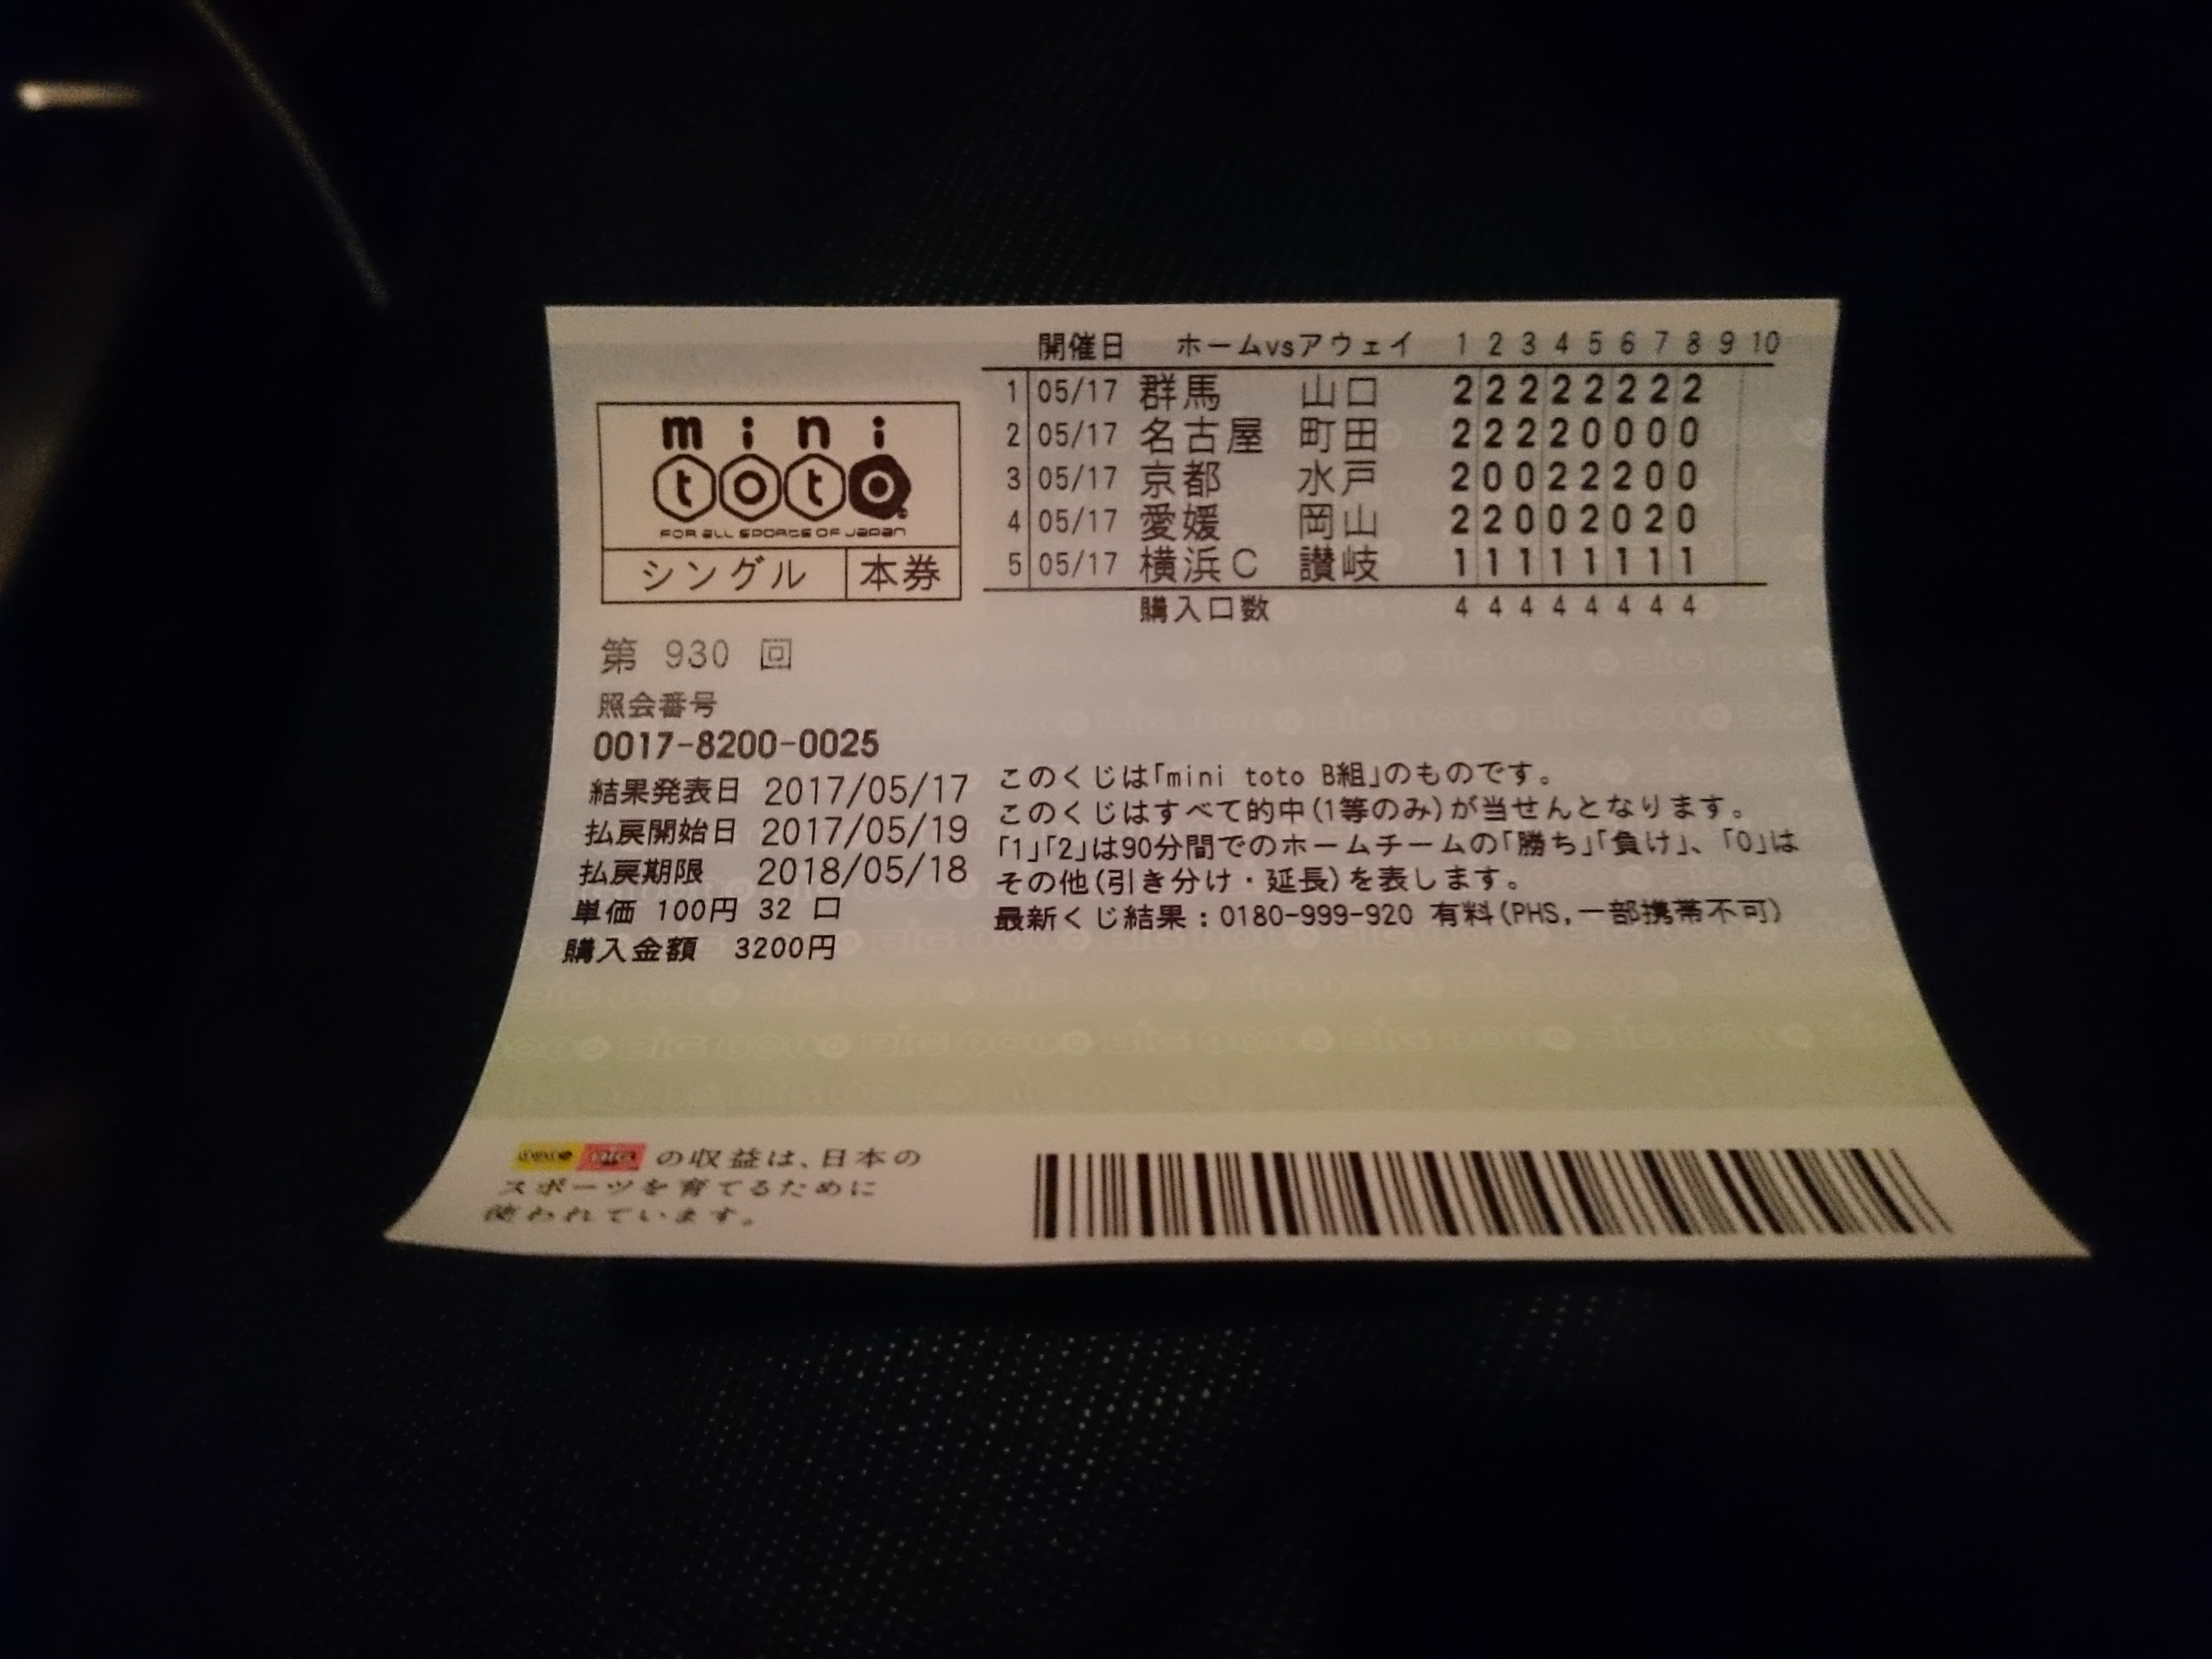 開催日 ホームvsアウェイ 1 2 3 4 5 6 7 8 9 10
1 05/17 群馬 山口 2 2 2 2 2 2 2 2
2 05/17 名古屋 町田 2 2 2 2 0 0 0 0
3 05/17 京都 水戸 2 0 0 2 2 2 0 0
4 05/17 愛媛 岡山 2 2 0 0 2 0 2 0
5 05/17 横浜C 讃岐 1 1 1 1 1 1 1 1
購入口数 4 4 4 4 4 4 4 4
mini
toto
FOR ALL SPORTS OF JAPAN
シングル 本券
第 930 回
照会番号
0017-8200-0025
結果発表日 2017/05/17
払戻開始日 2017/05/19
払戻期限 2018/05/18
単価 100円 32 口
購入金額 3200円
このくじは「mini toto B組」のものです。
このくじはすべて的中(1等のみ)が当せんとなります。
「1」「2」は90分間でのホームチームの「勝ち」「負け」、「0」は
その他(引き分け・延長)を表します。
最新くじ結果:0180-999-920 有料(PHS,一部携帯不可)
toto BIG の収益は、日本の
スポーツを育てるために
使われています。